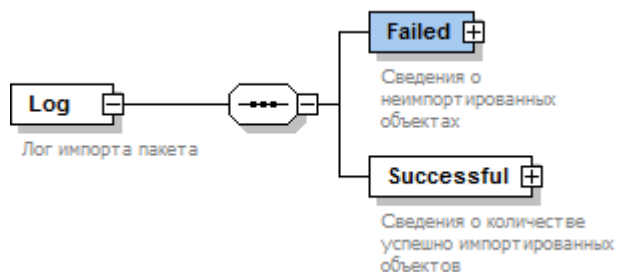 Failed
Сведения о
неимпортированных
объектах
Log
Лог импорта пакета
Successful
Сведения о количестве
успешно импортированных
объектов